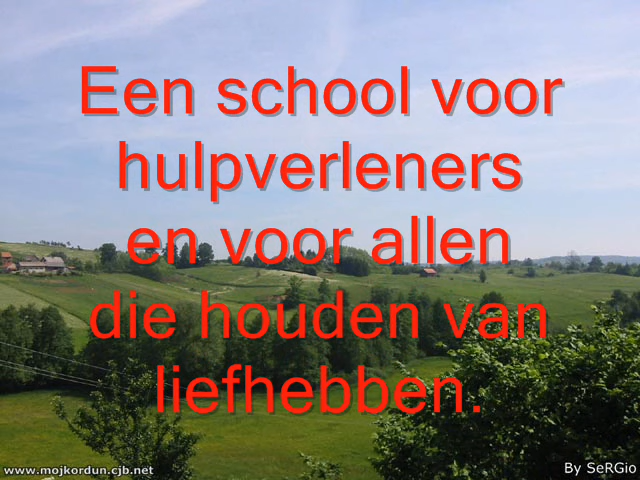 Een school voor
hulpverleners
en voor allen
die houden van
liefhebben.
www.mojkordun.cjb.net
By SeRGio